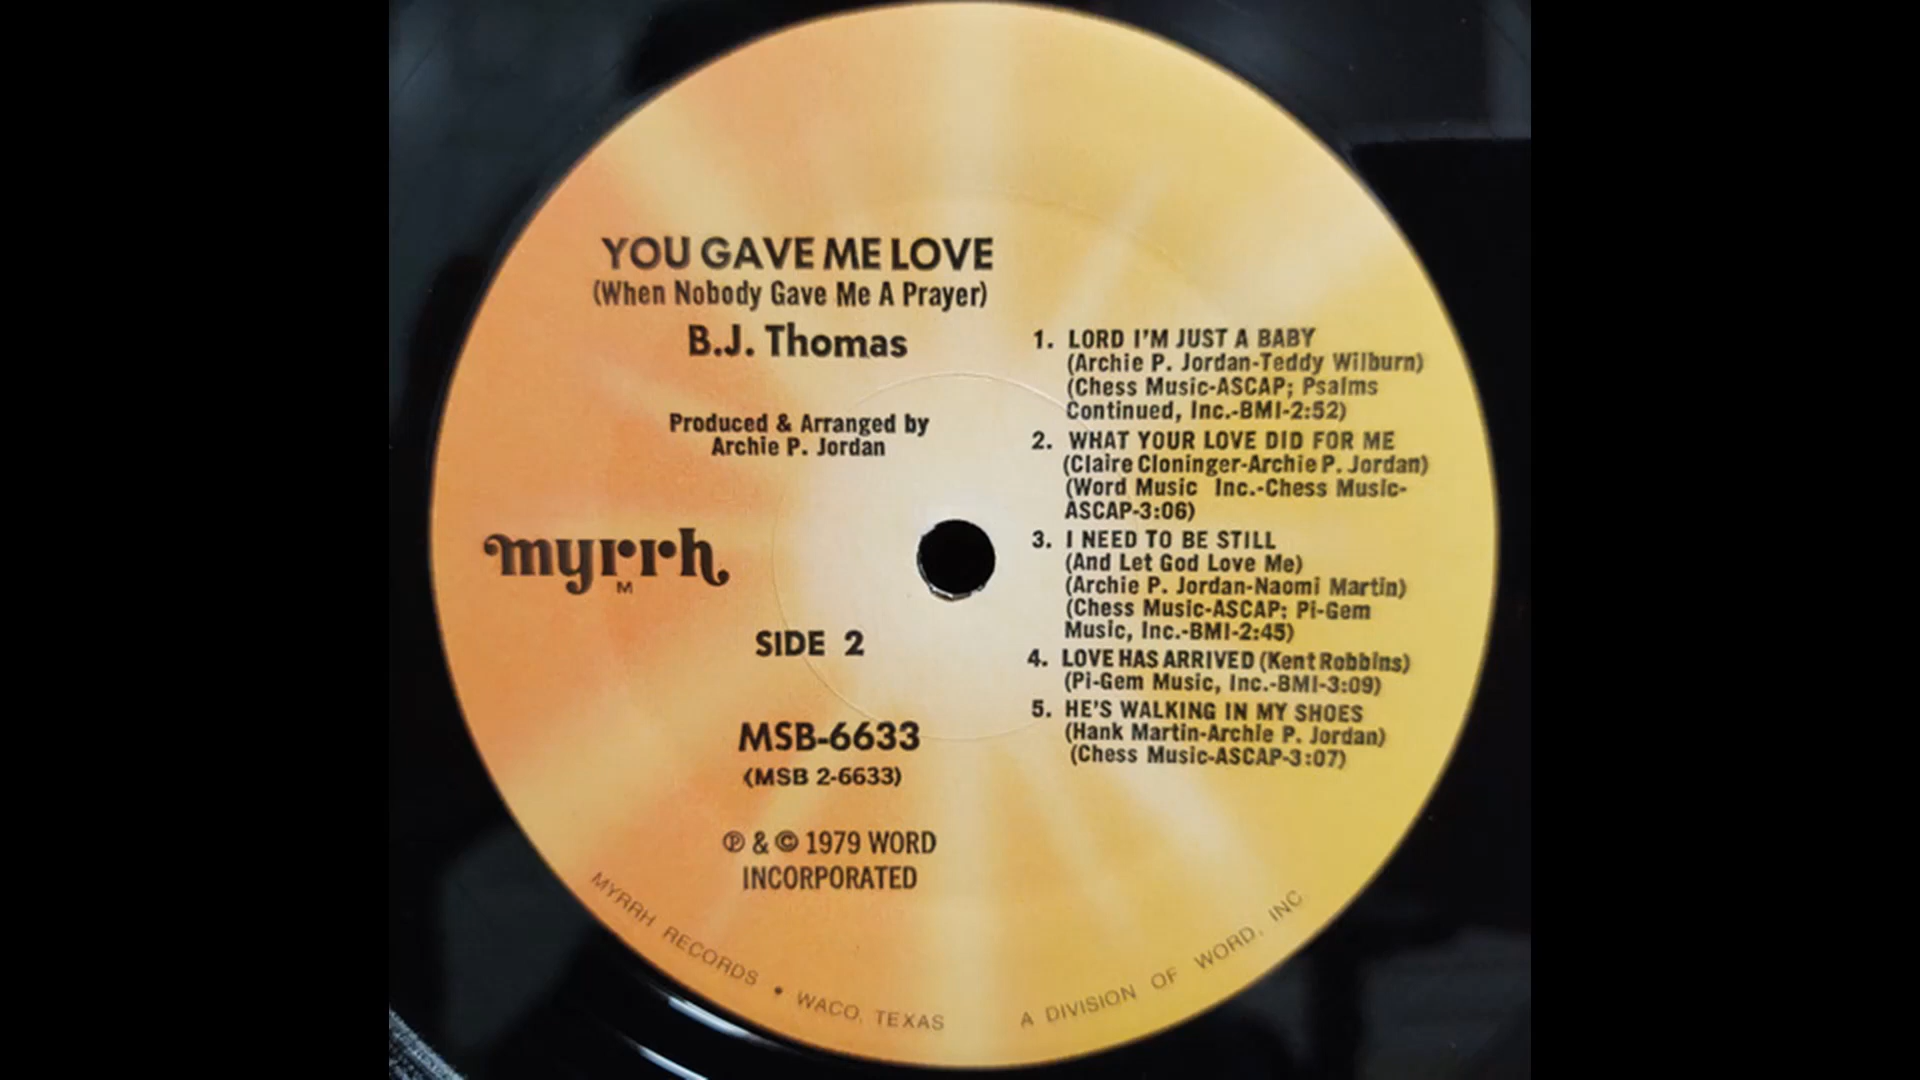 YOU GAVE ME LOVE
(When Nobody Gave Me A Prayer)
B.J. Thomas
Produced & Arranged by
Archie P. Jordan
myrrh
M
SIDE 2
MSB-6633
(MSB 2-6633)
℗ & © 1979 WORD
INCORPORATED
1. LORD I'M JUST A BABY
(Archie P. Jordan-Teddy Wilburn)
(Chess Music-ASCAP; Psalms
Continued, Inc.-BMI-2:52)
2. WHAT YOUR LOVE DID FOR ME
(Claire Cloninger-Archie P. Jordan)
(Word Music Inc.-Chess Music-
ASCAP-3:06)
3. I NEED TO BE STILL
(And Let God Love Me)
(Archie P. Jordan-Naomi Martin)
(Chess Music-ASCAP; Pi-Gem
Music, Inc.-BMI-2:45)
4. LOVE HAS ARRIVED (Kent Robbins)
(Pi-Gem Music, Inc.-BMI-3:09)
5. HE'S WALKING IN MY SHOES
(Hank Martin-Archie P. Jordan)
(Chess Music-ASCAP-3:07)
MYRRH RECORDS • WACO, TEXAS A DIVISION OF WORD, INC.